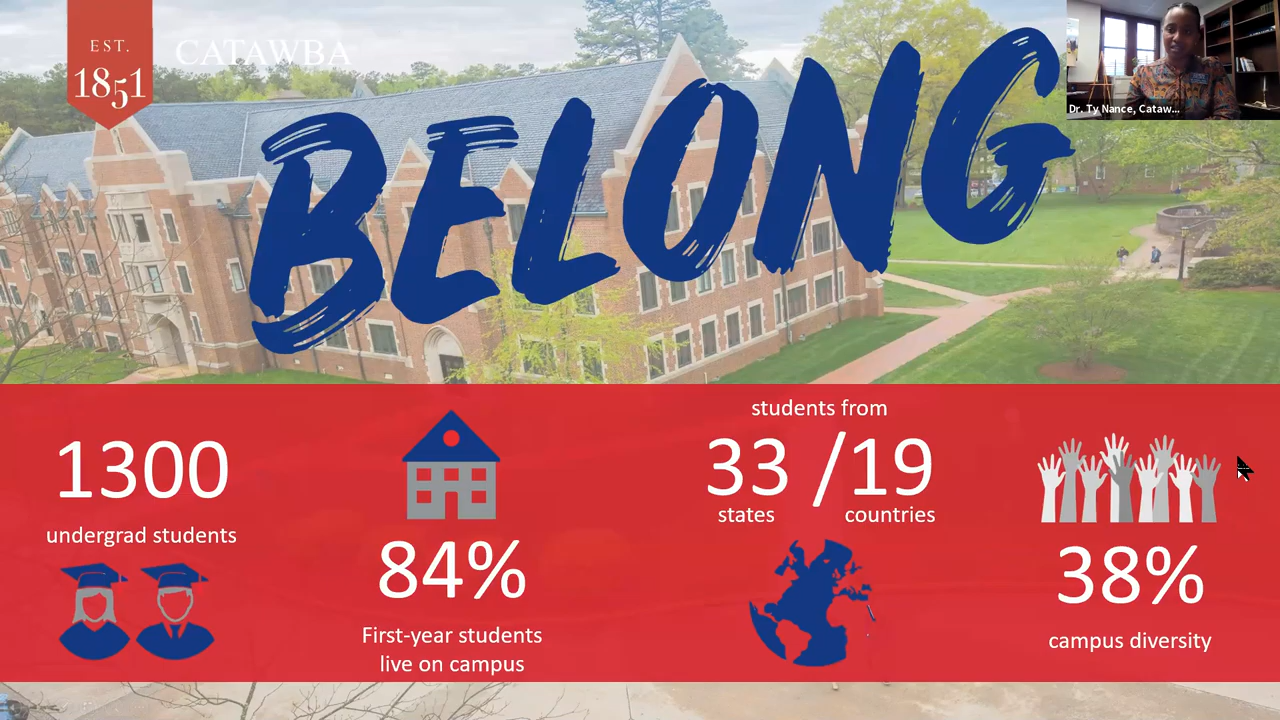 EST.
1851
CATAWBA
BELONG
Dr. Ty Nance, Cataw...
1300
undergrad students
84%
First-year students
live on campus
students from
33 / 19
states countries
38%
campus diversity